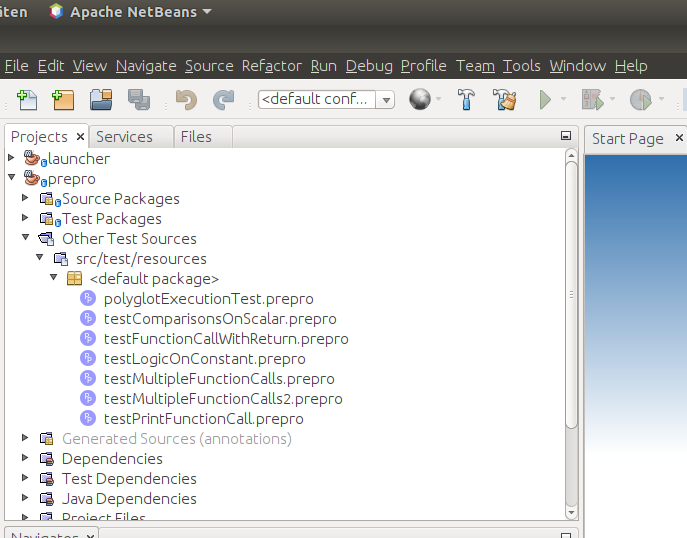 äten Apache NetBeans
File Edit View Navigate Source Refactor Run Debug Profile Team Tools Window Help
<default conf...
Projects Services Files Start Page
launcher
prepro
Source Packages
Test Packages
Other Test Sources
src/test/resources
<default package>
polyglotExecutionTest.prepro
testComparisonsOnScalar.prepro
testFunctionCallWithReturn.prepro
testLogicOnConstant.prepro
testMultipleFunctionCalls.prepro
testMultipleFunctionCalls2.prepro
testPrintFunctionCall.prepro
Generated Sources (annotations)
Dependencies
Test Dependencies
Java Dependencies
Project Files
Navigator